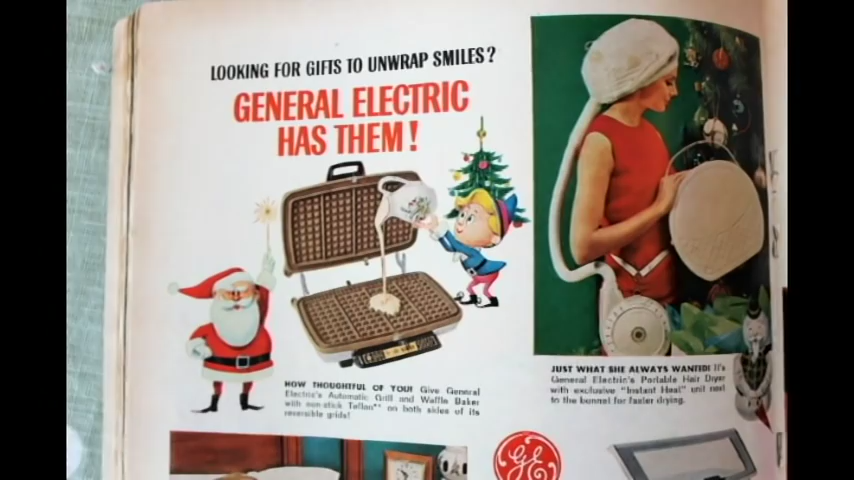 LOOKING FOR GIFTS TO UNWRAP SMILES?
GENERAL ELECTRIC
HAS THEM!
HOW THOUGHTFUL OF YOU! Give General
Electric's Automatic Grill and Waffle Baker
with non-stick Teflon** on both sides of its
reversible grids!
JUST WHAT SHE ALWAYS WANTED! It's
General Electric's Portable Hair Dryer
with exclusive "Instant Heat" unit next
to the bonnet for faster drying.
GE